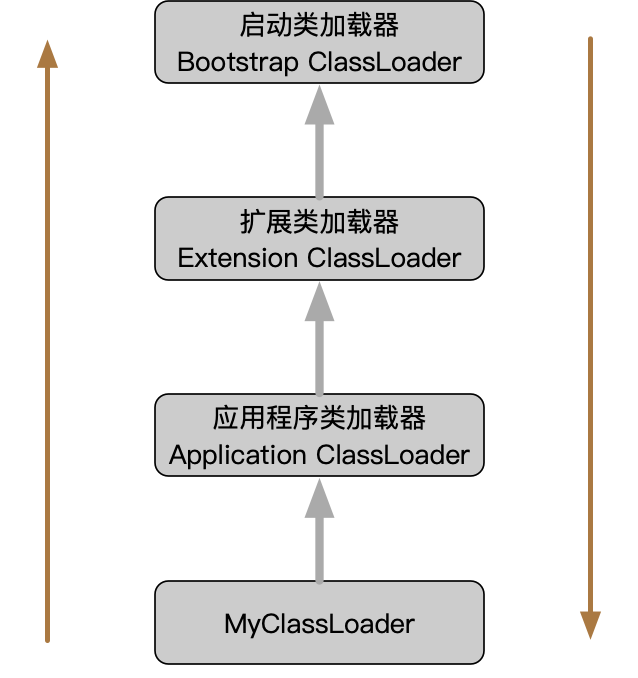 启动类加载器
Bootstrap ClassLoader
扩展类加载器
Extension ClassLoader
应用程序类加载器
Application ClassLoader
MyClassLoader